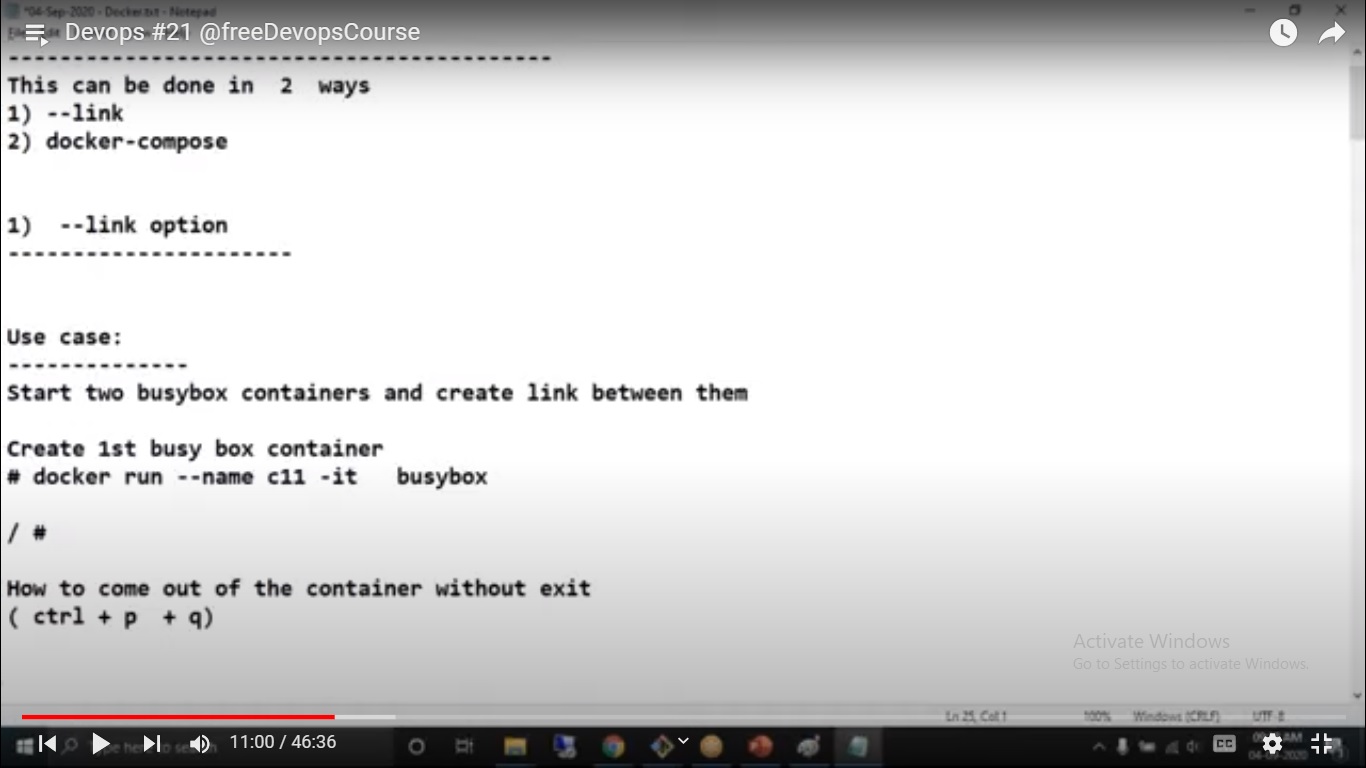 *04-Sep-2020 - Docker.txt - Notepad
Devops #21 @freeDevopsCourse
-------------------------------------------
This can be done in  2  ways
1) --link
2) docker-compose
1)  --link option
----------------------
Use case:
--------------
Start two busybox containers and create link between them
Create 1st busy box container
# docker run --name c11 -it   busybox
/ #
How to come out of the container without exit
( ctrl + p  + q)
Activate Windows
Go to Settings to activate Windows.
Ln 25, Col 1
100%
Windows (CRLF)
UTF-8
11:00 / 46:36
CC
04-09-2020